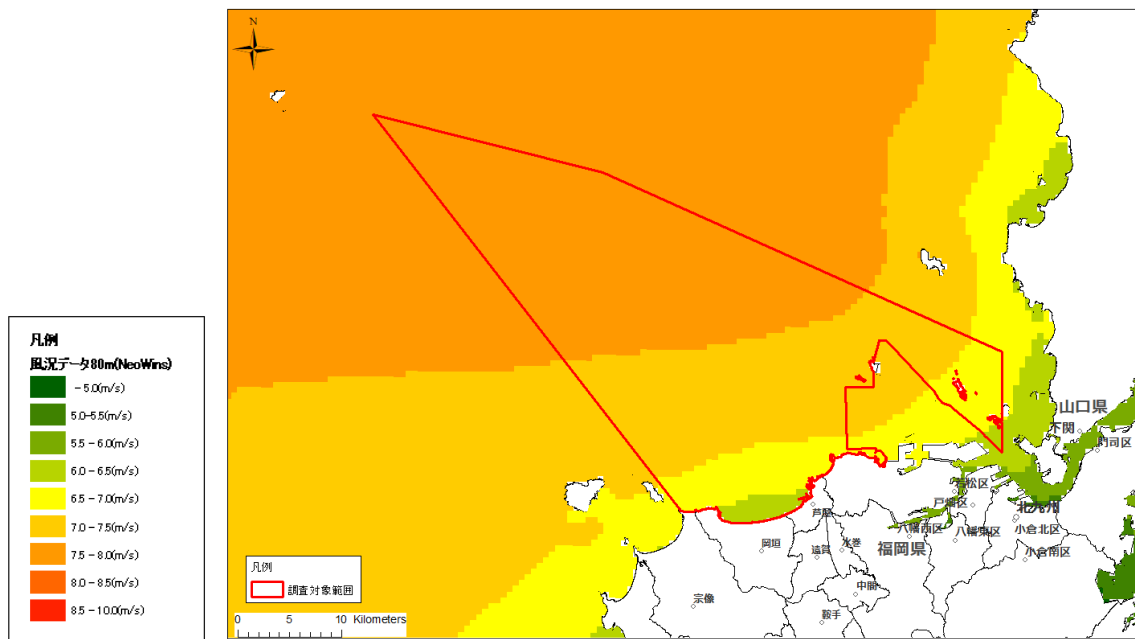 N
凡例
風況データ80m(NeoWins)
- 5.0(m/s)
5.0-5.5(m/s)
5.5 - 6.0(m/s)
6.0 - 6.5(m/s)
6.5 - 7.0(m/s)
7.0 - 7.5(m/s)
7.5 - 8.0(m/s)
8.0 - 8.5(m/s)
8.5 - 10.0(m/s)
山口県
下関
門司区
若松区
戸畑区
北九州
小倉北区
八幡西区
八幡東区
福岡県
小倉南区
芦屋
岡垣
遠賀
水巻
中間
宗像
鞍手
凡例
調査対象範囲
0 5 10 Kilometers